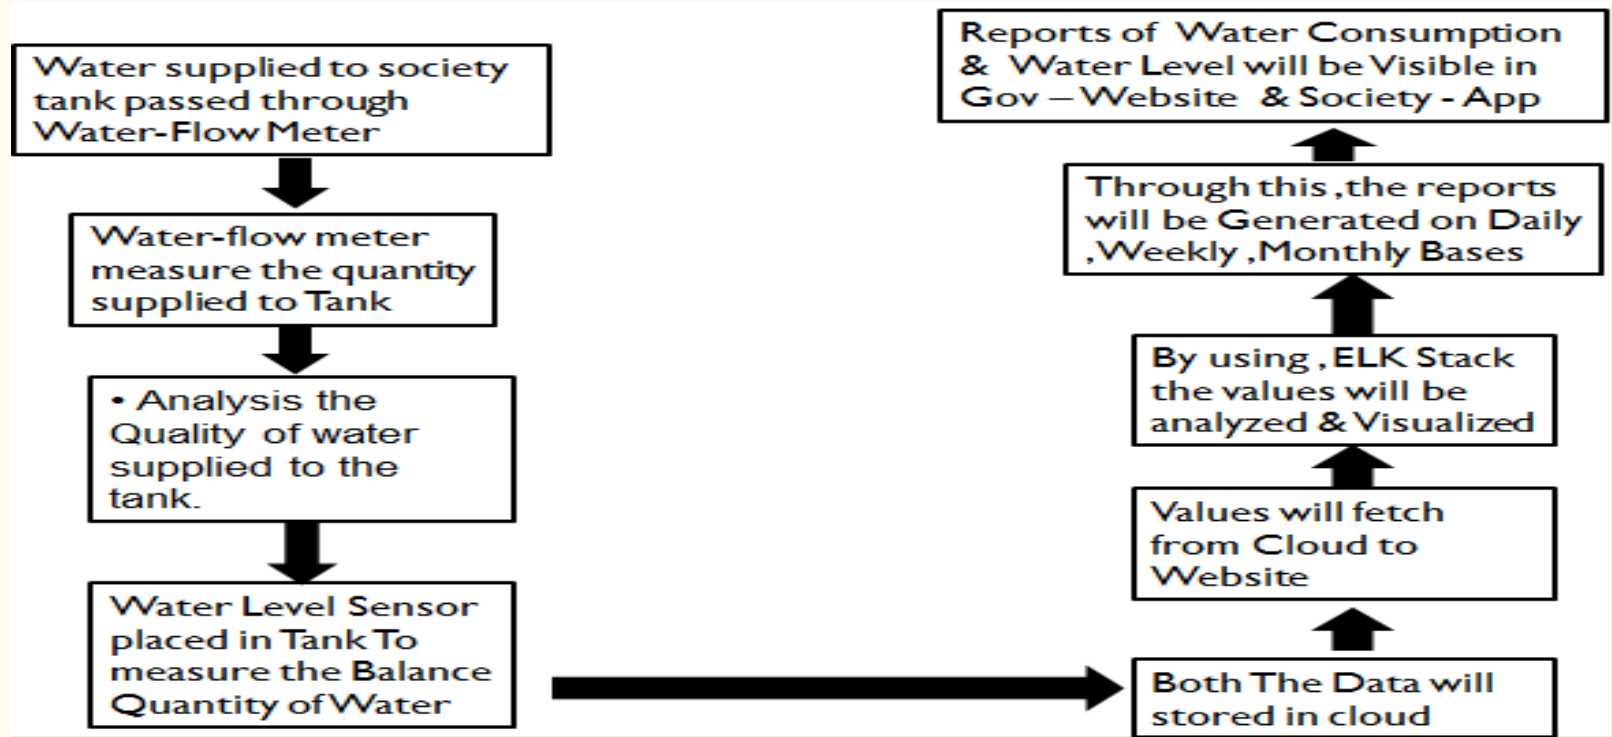 Water supplied to society
tank passed through
Water-Flow Meter
Water-flow meter
measure the quantity
supplied to Tank
• Analysis the
Quality of water
supplied to the
tank.
Water Level Sensor
placed in Tank To
measure the Balance
Quantity of Water
Both The Data will
stored in cloud
Values will fetch
from Cloud to
Website
By using ,ELK Stack
the values will be
analyzed & Visualized
Through this ,the reports
will be Generated on Daily
,Weekly ,Monthly Bases
Reports of Water Consumption
& Water Level will be Visible in
Gov – Website & Society - App